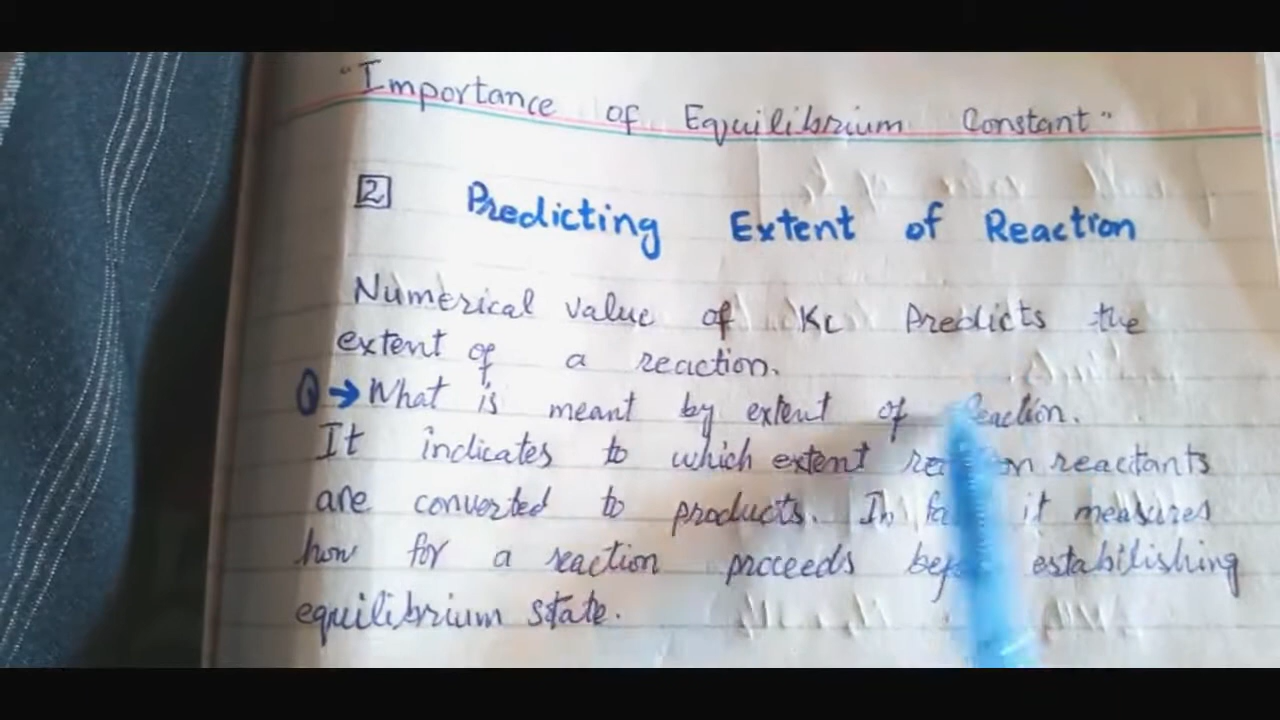 "Importance of Equilibrium Constant"
2 Predicting Extent of Reaction
Numerical value of Kc Predicts the
extent of a reaction.
Q → What is meant by extent of Reaction.
It indicates to which extent reactants
are converted to products. In it measures
how for a reaction proceeds estabilishing
equilibrium state.